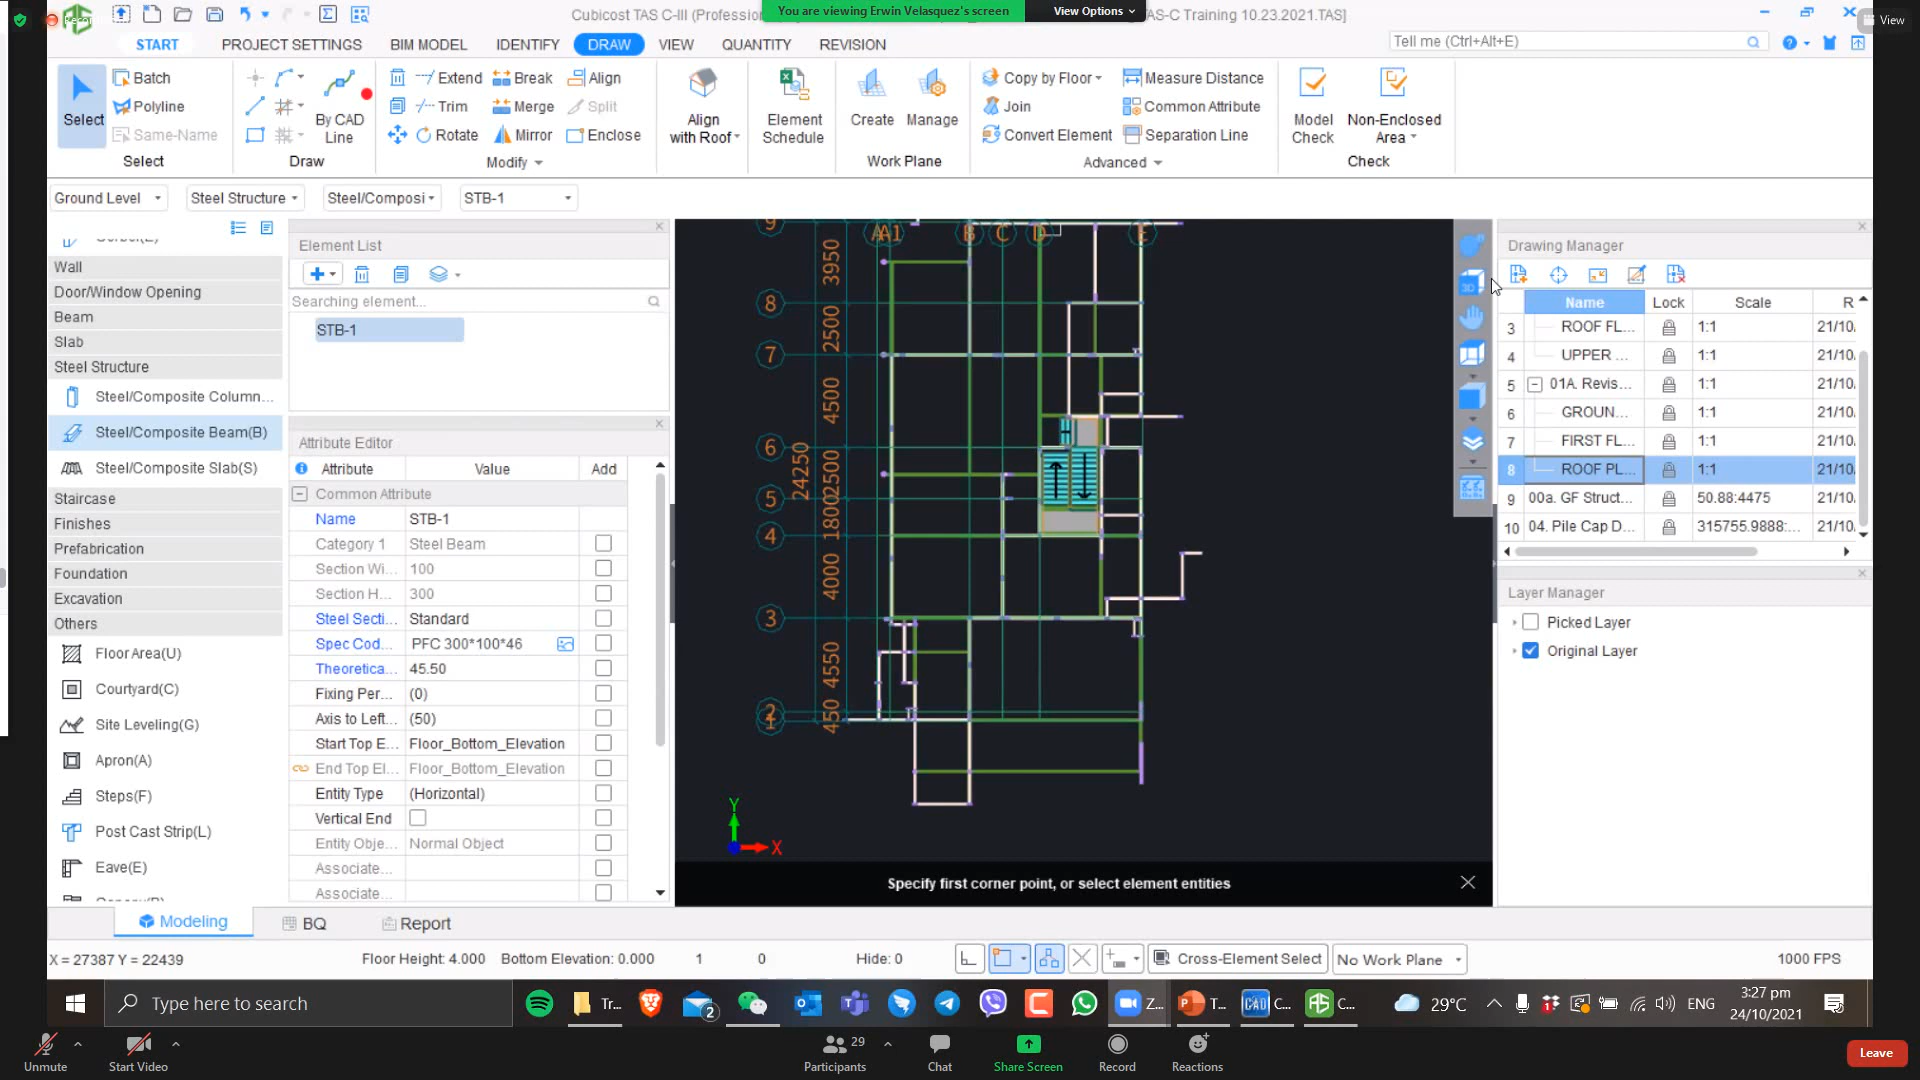 You are viewing Erwin Velasquez's screen
View Options
View
Cubicost TAS C-III (Profession
AS-C Training 10.23.2021.TAS]
START
PROJECT SETTINGS
BIM MODEL
IDENTIFY
DRAW
VIEW
QUANTITY
REVISION
Tell me (Ctrl+Alt+E)
Select
Batch
Polyline
Same-Name
Select
By CAD
Line
Draw
Extend
Break
Align
Trim
Merge
Split
Rotate
Mirror
Enclose
Modify
Align
with Roof
Element
Schedule
Create
Manage
Work Plane
Copy by Floor
Measure Distance
Join
Common Attribute
Convert Element
Separation Line
Advanced
Model
Check
Non-Enclosed
Area
Check
Ground Level
Steel Structure
Steel/Composi
STB-1
Wall
Door/Window Opening
Beam
Slab
Steel Structure
Steel/Composite Column...
Steel/Composite Beam(B)
Steel/Composite Slab(S)
Staircase
Finishes
Prefabrication
Foundation
Excavation
Others
Floor Area(U)
Courtyard(C)
Site Leveling(G)
Apron(A)
Steps(F)
Post Cast Strip(L)
Eave(E)
Element List
Searching element...
STB-1
Attribute Editor
Attribute Value Add
Common Attribute
Name STB-1
Category 1 Steel Beam
Section Wi... 100
Section H... 300
Steel Secti... Standard
Spec Cod... PFC 300*100*46
Theoretica... 45.50
Fixing Per... (0)
Axis to Left... (50)
Start Top E... Floor_Bottom_Elevation
End Top El... Floor_Bottom_Elevation
Entity Type (Horizontal)
Vertical End
Entity Obje... Normal Object
Associate...
Associate...
9
A A1 B C D E
3950
8
2500
7
4500
6
24250
2500
5
1800
4
4000
3
4550
2
1
450
Y
X
3D
Specify first corner point, or select element entities
Drawing Manager
Name Lock Scale R
3 ROOF FL... 1:1 21/10
4 UPPER ... 1:1 21/10
5 01A. Revis... 1:1 21/10
6 GROUN... 1:1 21/10
7 FIRST FL... 1:1 21/10
8 ROOF PL... 1:1 21/10
9 00a. GF Struct... 50.88:4475 21/10
10 04. Pile Cap D... 315755.9888:... 21/10
Layer Manager
Picked Layer
Original Layer
Modeling
BQ
Report
X = 27387 Y = 22439
Floor Height: 4.000
Bottom Elevation: 0.000
1
0
Hide: 0
Cross-Element Select
No Work Plane
1000 FPS
Type here to search
Tr...
2
Z...
T...
C...
C...
29°C
ENG
3:27 pm
24/10/2021
Unmute
Start Video
29
Participants
Chat
Share Screen
Record
Reactions
Leave